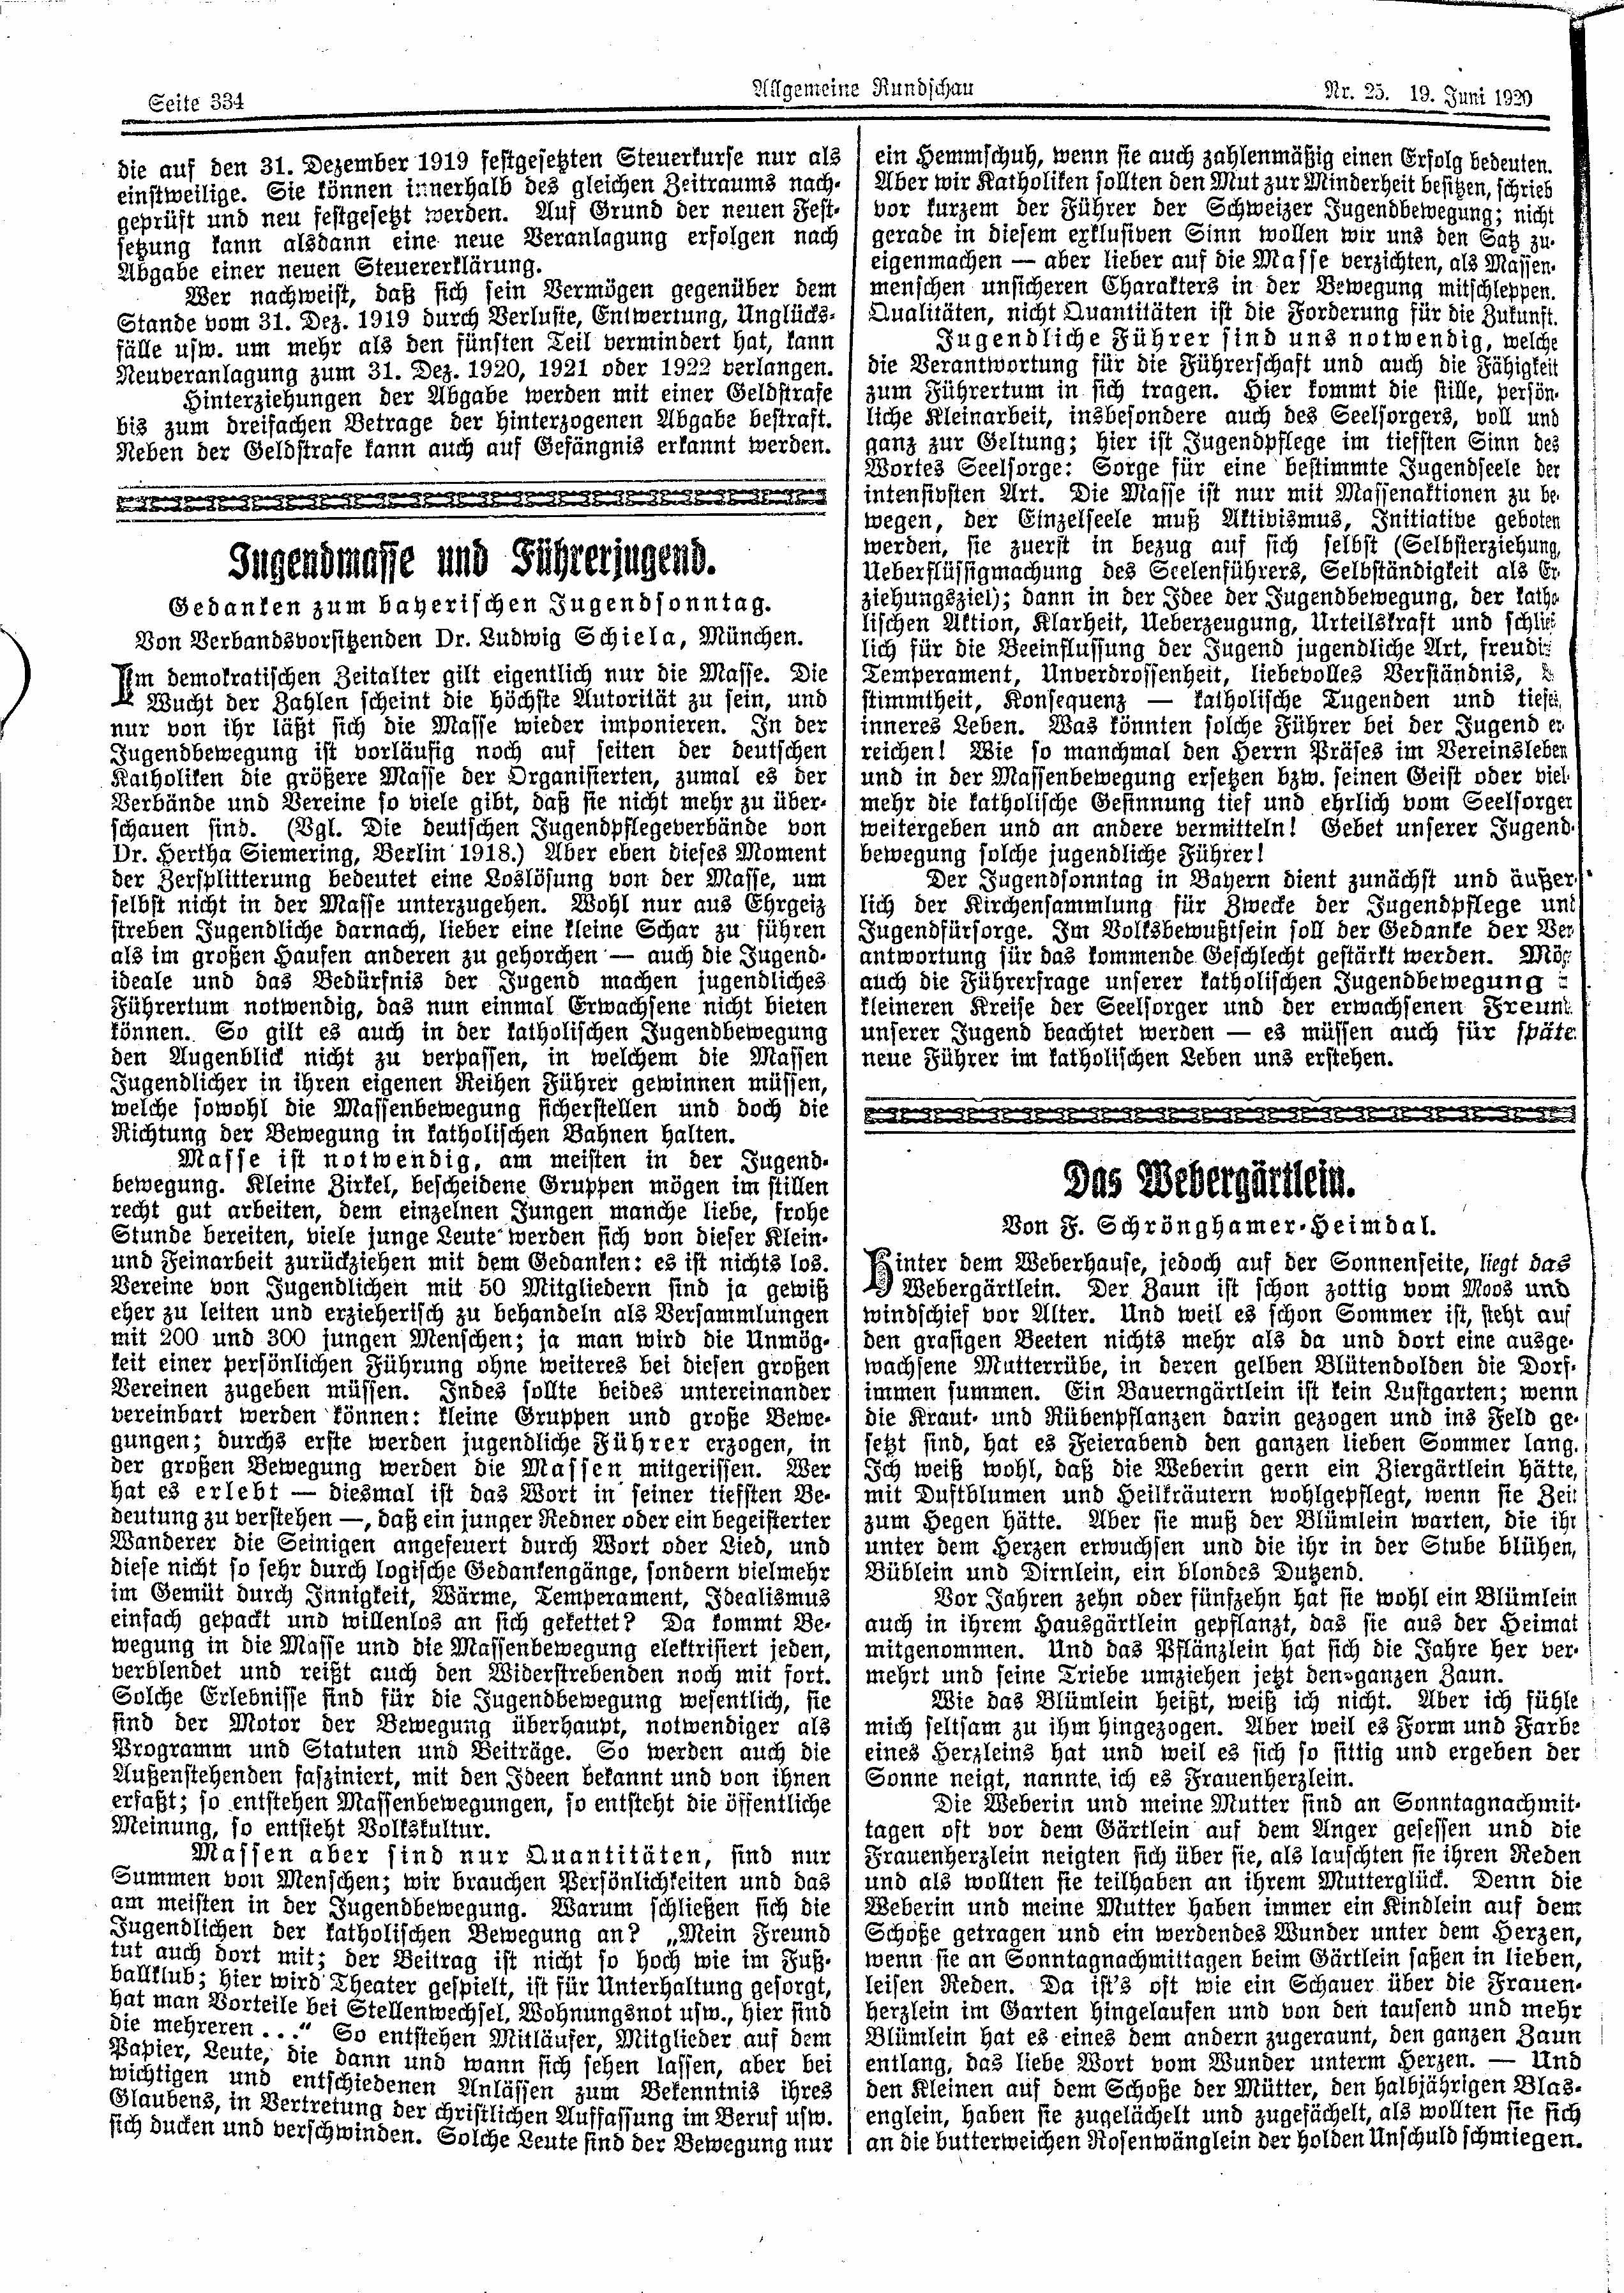 Seite 334
Allgemeine Rundschau
Nr. 25. 19. Juni 1920
die auf den 31. Dezember 1919 festgesetzten Steuerkurse nur als
einstweilige. Sie können innerhalb des gleichen Zeitraums nach-
geprüft und neu festgesetzt werden. Auf Grund der neuen Fest-
setzung kann alsdann eine neue Veranlagung erfolgen nach
Abgabe einer neuen Steuererklärung.
Wer nachweist, daß sich sein Vermögen gegenüber dem
Stande vom 31. Dez. 1919 durch Verluste, Entwertung, Unglücks-
fälle usw. um mehr als den fünften Teil vermindert hat, kann
Neuveranlagung zum 31. Dez. 1920, 1921 oder 1922 verlangen.
Hinterziehungen der Abgabe werden mit einer Geldstrafe
bis zum dreifachen Betrage der hinterzogenen Abgabe bestraft.
Neben der Geldstrafe kann auch auf Gefängnis erkannt werden.
Jugendmasse und Führerjugend.
Gedanken zum bayerischen Jugendsonntag.
Von Verbandsvorsitzenden Dr. Ludwig Schiela, München.
Im demokratischen Zeitalter gilt eigentlich nur die Masse. Die
Wucht der Zahlen scheint die höchste Autorität zu sein, und
nur von ihr läßt sich die Masse wieder imponieren. In der
Jugendbewegung ist vorläufig noch auf seiten der deutschen
Katholiken die größere Masse der Organisierten, zumal es der
Verbände und Vereine so viele gibt, daß sie nicht mehr zu über-
schauen sind. (Vgl. Die deutschen Jugendpflegeverbände von
Dr. Hertha Siemering, Berlin 1918.) Aber eben dieses Moment
der Zersplitterung bedeutet eine Loslösung von der Masse, um
selbst nicht in der Masse unterzugehen. Wohl nur aus Ehrgeiz
streben Jugendliche darnach, lieber eine kleine Schar zu führen
als im großen Haufen anderen zu gehorchen — auch die Jugend-
ideale und das Bedürfnis der Jugend machen jugendliches
Führertum notwendig, das nun einmal Erwachsene nicht bieten
können. So gilt es auch in der katholischen Jugendbewegung
den Augenblick nicht zu verpassen, in welchem die Massen
Jugendlicher in ihren eigenen Reihen Führer gewinnen müssen,
welche sowohl die Massenbewegung sicherstellen und doch die
Richtung der Bewegung in katholischen Bahnen halten.
Masse ist notwendig, am meisten in der Jugend-
bewegung. Kleine Zirkel, bescheidene Gruppen mögen im stillen
recht gut arbeiten, dem einzelnen Jungen manche liebe, frohe
Stunde bereiten, viele junge Leute werden sich von dieser Klein-
und Feinarbeit zurückziehen mit dem Gedanken: es ist nichts los.
Vereine von Jugendlichen mit 50 Mitgliedern sind ja gewiß
eher zu leiten und erzieherisch zu behandeln als Versammlungen
mit 200 und 300 jungen Menschen; ja man wird die Unmög-
keit einer persönlichen Führung ohne weiteres bei diesen großen
Vereinen zugeben müssen. Indes sollte beides untereinander
vereinbart werden können: kleine Gruppen und große Bewe-
gungen; durchs erste werden jugendliche Führer erzogen, in
der großen Bewegung werden die Massen mitgerissen. Wer
hat es erlebt — diesmal ist das Wort in seiner tiefsten Be-
deutung zu verstehen —, daß ein junger Redner oder ein begeisterter
Wanderer die Seinigen angefeuert durch Wort oder Lied, und
diese nicht so sehr durch logische Gedankengänge, sondern vielmehr
im Gemüt durch Innigkeit, Wärme, Temperament, Idealismus
einfach gepackt und willenlos an sich gekettet? Da kommt Be-
wegung in die Masse und die Massenbewegung elektrisiert jeden,
verblendet und reißt auch den Widerstrebenden noch mit fort.
Solche Erlebnisse sind für die Jugendbewegung wesentlich, sie
sind der Motor der Bewegung überhaupt, notwendiger als
Programm und Statuten und Beiträge. So werden auch die
Außenstehenden fasziniert, mit den Ideen bekannt und von ihnen
erfaßt; so entstehen Massenbewegungen, so entsteht die öffentliche
Meinung, so entsteht Volkskultur.
Massen aber sind nur Quantitäten, sind nur
Summen von Menschen; wir brauchen Persönlichkeiten und das
am meisten in der Jugendbewegung. Warum schließen sich die
Jugendlichen der katholischen Bewegung an? „Mein Freund
tut auch dort mit; der Beitrag ist nicht so hoch wie im Fuß-
ballklub; hier wird Theater gespielt, ist für Unterhaltung gesorgt,
hat man Vorteile bei Stellenwechsel, Wohnungsnot usw., hier sind
die mehreren ..." So entstehen Mitläufer, Mitglieder auf dem
Papier, Leute, die dann und wann sich sehen lassen, aber bei
wichtigen und entschiedenen Anlässen zum Bekenntnis ihres
Glaubens, in Vertretung der christlichen Auffassung im Beruf usw.
sich ducken und verschwinden. Solche Leute sind der Bewegung nur
ein Hemmschuh, wenn sie auch zahlenmäßig einen Erfolg bedeuten.
Aber wir Katholiken sollten den Mut zur Minderheit besitzen, schrieb
vor kurzem der Führer der Schweizer Jugendbewegung; nicht
gerade in diesem exklusiven Sinn wollen wir uns den Satz zu-
eigenmachen — aber lieber auf die Masse verzichten, als Massen-
menschen unsicheren Charakters in der Bewegung mitschleppen.
Qualitäten, nicht Quantitäten ist die Forderung für die Zukunft.
Jugendliche Führer sind uns notwendig, welche
die Verantwortung für die Führerschaft und auch die Fähigkeit
zum Führertum in sich tragen. Hier kommt die stille, persön-
liche Kleinarbeit, insbesondere auch des Seelsorgers, voll und
ganz zur Geltung; hier ist Jugendpflege im tiefsten Sinn des
Wortes Seelsorge: Sorge für eine bestimmte Jugendseele der
intensivsten Art. Die Masse ist nur mit Massenaktionen zu be-
wegen, der Einzelseele muß Aktivismus, Initiative geboten
werden, sie zuerst in bezug auf sich selbst (Selbsterziehung,
Ueberflüssigmachung des Seelenführers, Selbständigkeit als Er-
ziehungsziel); dann in der Idee der Jugendbewegung, der katho-
lischen Aktion, Klarheit, Ueberzeugung, Urteilskraft und schließ
lich für die Beeinflussung der Jugend jugendliche Art, freudi
Temperament, Unverdrossenheit, liebevolles Verständnis,
stimmtheit, Konsequenz — katholische Tugenden und tiefes,
inneres Leben. Was könnten solche Führer bei der Jugend er-
reichen! Wie so manchmal den Herrn Präses im Vereinsleben
und in der Massenbewegung ersetzen bzw. seinen Geist oder viel-
mehr die katholische Gesinnung tief und ehrlich vom Seelsorger
weitergeben und an andere vermitteln! Gebet unserer Jugend-
bewegung solche jugendliche Führer!
Der Jugendsonntag in Bayern dient zunächst und äußer-
lich der Kirchensammlung für Zwecke der Jugendpflege und
Jugendfürsorge. Im Volksbewußtsein soll der Gedanke der Ver-
antwortung für das kommende Geschlecht gestärkt werden. Mög
auch die Führerfrage unserer katholischen Jugendbewegung
kleineren Kreise der Seelsorger und der erwachsenen Freund
unserer Jugend beachtet werden — es müssen auch für späte
neue Führer im katholischen Leben uns erstehen.
Das Webergärtlein.
Von F. Schrönghamer-Heimdal.
Hinter dem Weberhause, jedoch auf der Sonnenseite, liegt das
Webergärtlein. Der Zaun ist schon zottig vom Moos und
windschief vor Alter. Und weil es schon Sommer ist, steht auf
den grasigen Beeten nichts mehr als da und dort eine ausge-
wachsene Mutterrübe, in deren gelben Blütendolden die Dorf-
immen summen. Ein Bauerngärtlein ist kein Lustgarten; wenn
die Kraut- und Rübenpflanzen darin gezogen und ins Feld ge-
setzt sind, hat es Feierabend den ganzen lieben Sommer lang.
Ich weiß wohl, daß die Weberin gern ein Ziergärtlein hätte,
mit Duftblumen und Heilkräutern wohlgepflegt, wenn sie Zeit
zum Hegen hätte. Aber sie muß der Blümlein warten, die ihr
unter dem Herzen erwuchsen und die ihr in der Stube blühen,
Büblein und Dirnlein, ein blondes Dutzend.
Vor Jahren zehn oder fünfzehn hat sie wohl ein Blümlein
auch in ihrem Hausgärtlein gepflanzt, das sie aus der Heimat
mitgenommen. Und das Pflänzlein hat sich die Jahre her ver-
mehrt und seine Triebe umziehen jetzt den ganzen Zaun.
Wie das Blümlein heißt, weiß ich nicht. Aber ich fühle
mich seltsam zu ihm hingezogen. Aber weil es Form und Farbe
eines Herzleins hat und weil es sich so sittig und ergeben der
Sonne neigt, nannte ich es Frauenherzlein.
Die Weberin und meine Mutter sind an Sonntagnachmit-
tagen oft vor dem Gärtlein auf dem Anger gesessen und die
Frauenherzlein neigten sich über sie, als lauschten sie ihren Reden
und als wollten sie teilhaben an ihrem Mutterglück. Denn die
Weberin und meine Mutter haben immer ein Kindlein auf dem
Schoße getragen und ein werdendes Wunder unter dem Herzen,
wenn sie an Sonntagnachmittagen beim Gärtlein saßen in lieben,
leisen Reden. Da ist's oft wie ein Schauer über die Frauen-
herzlein im Garten hingelaufen und von den tausend und mehr
Blümlein hat es eines dem andern zugeraunt, den ganzen Zaun
entlang, das liebe Wort vom Wunder unterm Herzen. — Und
den Kleinen auf dem Schoße der Mütter, den halbjährigen Blas-
englein, haben sie zugelächelt und zugefächelt, als wollten sie sich
an die butterweichen Rosenwänglein der holden Unschuld schmiegen.